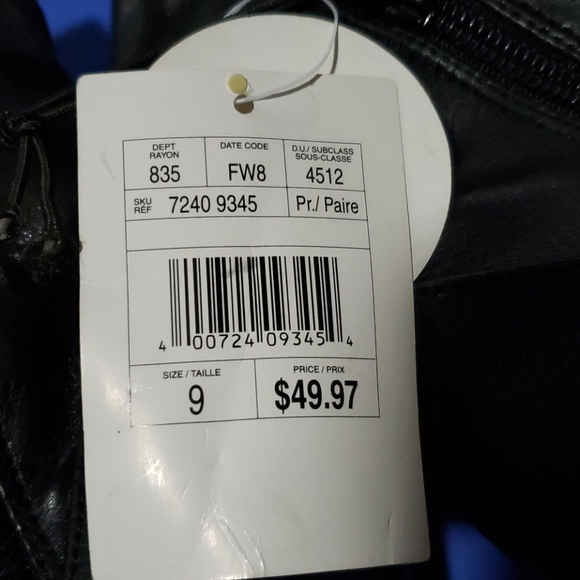 DEPT
RAYON
835
DATE CODE
FW8
D.U./ SUBCLASS
SOUS-CLASSE
4512
SKU
RÉF
7240 9345
Pr./ Paire
4 00724 09345 4
SIZE / TAILLE
9
PRICE / PRIX
$49.97